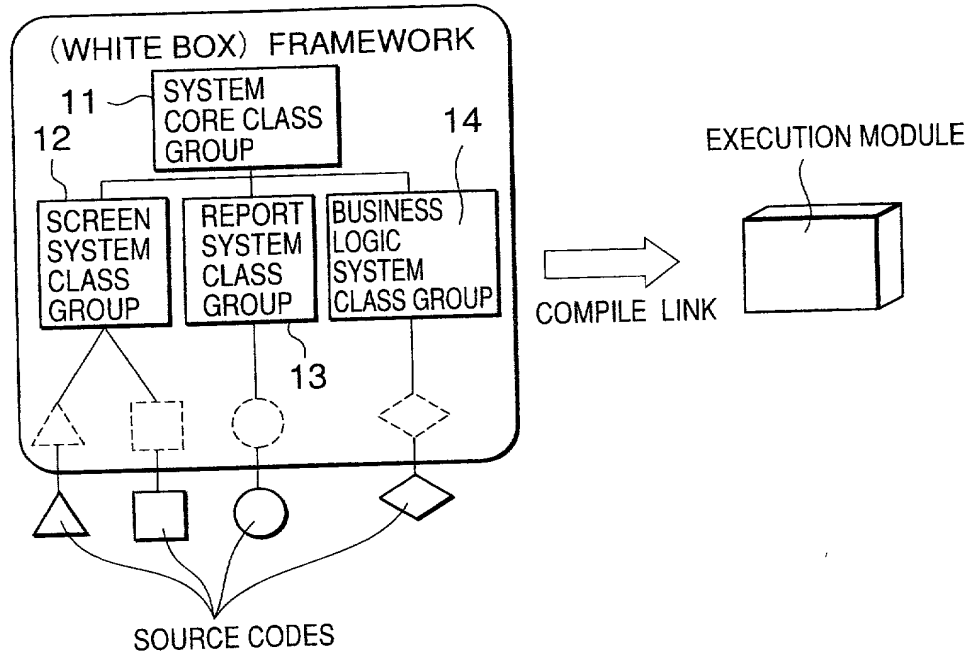 (WHITE BOX) FRAMEWORK
11
SYSTEM
CORE CLASS
GROUP
12
14
EXECUTION MODULE
SCREEN
SYSTEM
CLASS
GROUP
REPORT
SYSTEM
CLASS
GROUP
BUSINESS
LOGIC
SYSTEM
CLASS GROUP
COMPILE LINK
13
SOURCE CODES